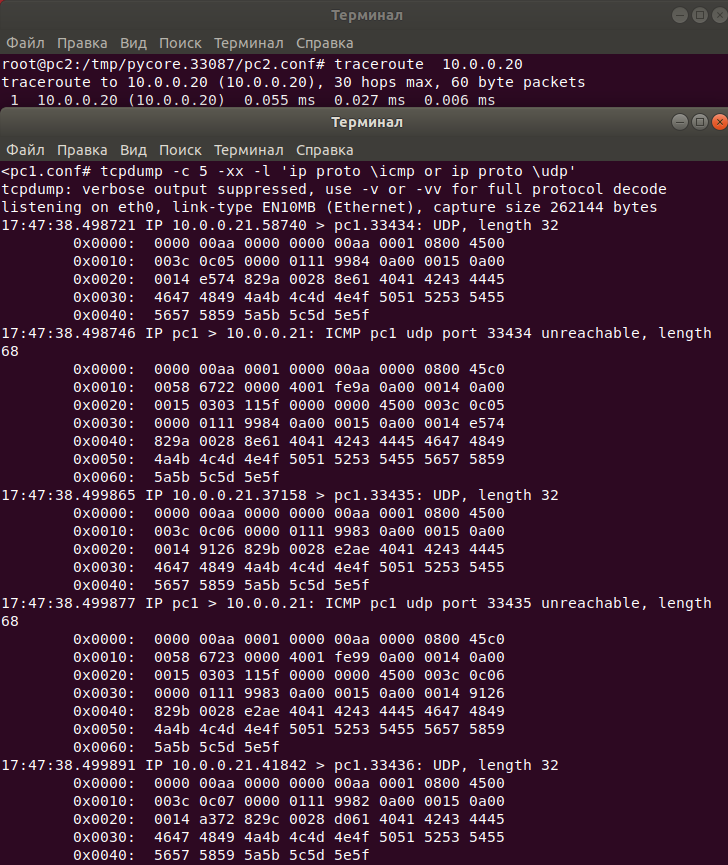 Терминал
Файл Правка Вид Поиск Терминал Справка
root@pc2:/tmp/pycore.33087/pc2.conf# traceroute  10.0.0.20
traceroute to 10.0.0.20 (10.0.0.20), 30 hops max, 60 byte packets
 1  10.0.0.20 (10.0.0.20)  0.055 ms  0.027 ms  0.006 ms
Терминал
Файл Правка Вид Поиск Терминал Справка
<pc1.conf# tcpdump -c 5 -xx -l 'ip proto \icmp or ip proto \udp'
tcpdump: verbose output suppressed, use -v or -vv for full protocol decode
listening on eth0, link-type EN10MB (Ethernet), capture size 262144 bytes
17:47:38.498721 IP 10.0.0.21.58740 > pc1.33434: UDP, length 32
        0x0000:  0000 00aa 0000 0000 00aa 0001 0800 4500
        0x0010:  003c 0c05 0000 0111 9984 0a00 0015 0a00
        0x0020:  0014 e574 829a 0028 8e61 4041 4243 4445
        0x0030:  4647 4849 4a4b 4c4d 4e4f 5051 5253 5455
        0x0040:  5657 5859 5a5b 5c5d 5e5f
17:47:38.498746 IP pc1 > 10.0.0.21: ICMP pc1 udp port 33434 unreachable, length
68
        0x0000:  0000 00aa 0001 0000 00aa 0000 0800 45c0
        0x0010:  0058 6722 0000 4001 fe9a 0a00 0014 0a00
        0x0020:  0015 0303 115f 0000 0000 4500 003c 0c05
        0x0030:  0000 0111 9984 0a00 0015 0a00 0014 e574
        0x0040:  829a 0028 8e61 4041 4243 4445 4647 4849
        0x0050:  4a4b 4c4d 4e4f 5051 5253 5455 5657 5859
        0x0060:  5a5b 5c5d 5e5f
17:47:38.499865 IP 10.0.0.21.37158 > pc1.33435: UDP, length 32
        0x0000:  0000 00aa 0000 0000 00aa 0001 0800 4500
        0x0010:  003c 0c06 0000 0111 9983 0a00 0015 0a00
        0x0020:  0014 9126 829b 0028 e2ae 4041 4243 4445
        0x0030:  4647 4849 4a4b 4c4d 4e4f 5051 5253 5455
        0x0040:  5657 5859 5a5b 5c5d 5e5f
17:47:38.499877 IP pc1 > 10.0.0.21: ICMP pc1 udp port 33435 unreachable, length
68
        0x0000:  0000 00aa 0001 0000 00aa 0000 0800 45c0
        0x0010:  0058 6723 0000 4001 fe99 0a00 0014 0a00
        0x0020:  0015 0303 115f 0000 0000 4500 003c 0c06
        0x0030:  0000 0111 9983 0a00 0015 0a00 0014 9126
        0x0040:  829b 0028 e2ae 4041 4243 4445 4647 4849
        0x0050:  4a4b 4c4d 4e4f 5051 5253 5455 5657 5859
        0x0060:  5a5b 5c5d 5e5f
17:47:38.499891 IP 10.0.0.21.41842 > pc1.33436: UDP, length 32
        0x0000:  0000 00aa 0000 0000 00aa 0001 0800 4500
        0x0010:  003c 0c07 0000 0111 9982 0a00 0015 0a00
        0x0020:  0014 a372 829c 0028 d061 4041 4243 4445
        0x0030:  4647 4849 4a4b 4c4d 4e4f 5051 5253 5455
        0x0040:  5657 5859 5a5b 5c5d 5e5f